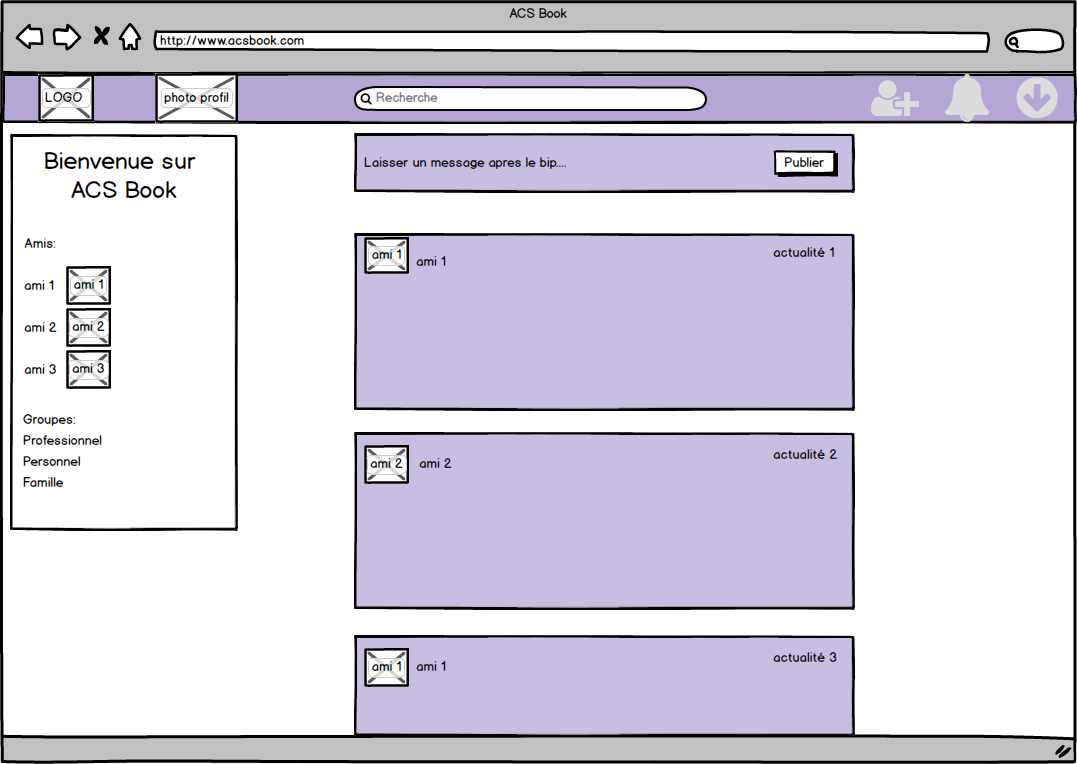 ACS Book
http://www.acsbook.com
LOGO
photo profil
Recherche
Bienvenue sur
ACS Book
Amis:
ami 1 ami 1
ami 2 ami 2
ami 3 ami 3
Groupes:
Professionnel
Personnel
Famille
Laisser un message apres le bip....
Publier
ami 1 ami 1
actualité 1
ami 2 ami 2
actualité 2
ami 1 ami 1
actualité 3